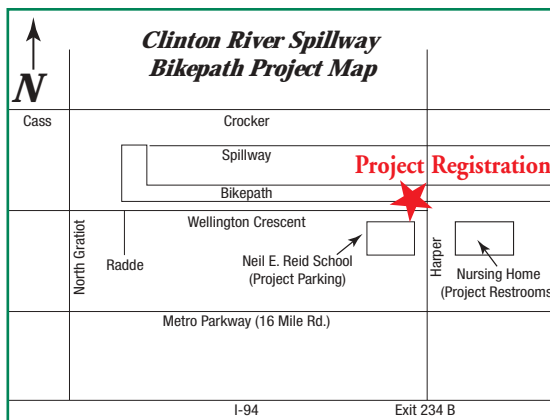 Clinton River Spillway
Bikepath Project Map
N
Cass
Crocker
Spillway
Project Registration
Bikepath
Wellington Crescent
North Gratiot
Radde
Neil E. Reid School
(Project Parking)
Harper
Nursing Home
(Project Restrooms
Metro Parkway (16 Mile Rd.)
I-94
Exit 234 B